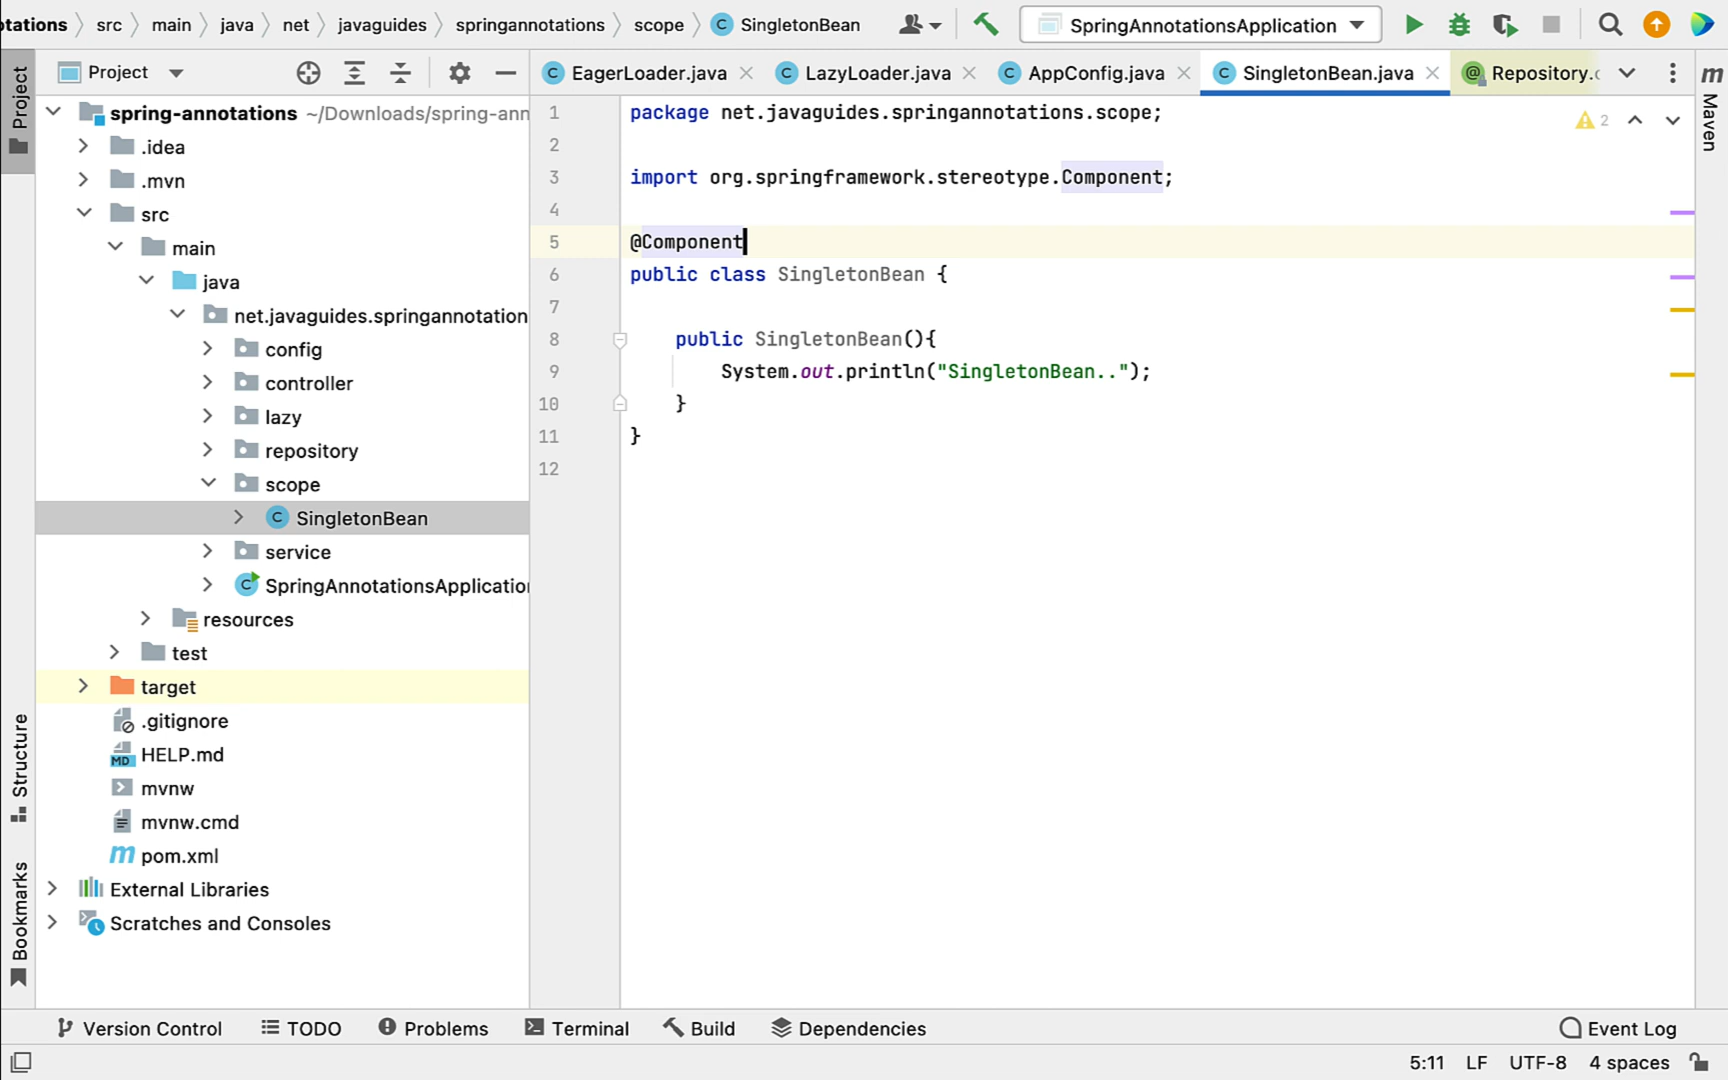 tations src main java net javaguides springannotations scope SingletonBean SpringAnnotationsApplication
Project EagerLoader.java LazyLoader.java AppConfig.java SingletonBean.java Repository.c
Project
Structure
Bookmarks
Maven
spring-annotations ~/Downloads/spring-ann
.idea
.mvn
src
main
java
net.javaguides.springannotation
config
controller
lazy
repository
scope
SingletonBean
service
SpringAnnotationsApplication
resources
test
target
.gitignore
HELP.md
mvnw
mvnw.cmd
pom.xml
External Libraries
Scratches and Consoles
2
1 package net.javaguides.springannotations.scope;
2
3 import org.springframework.stereotype.Component;
4
5 @Component
6 public class SingletonBean {
7
8 public SingletonBean(){
9 System.out.println("SingletonBean..");
10 }
11 }
12
Version Control TODO Problems Terminal Build Dependencies Event Log
5:11 LF UTF-8 4 spaces